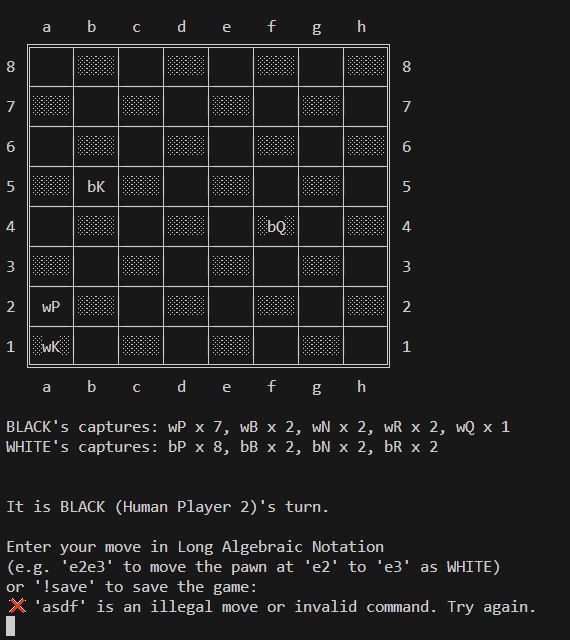 a b c d e f g h
8 8
7 7
6 6
5 bK 5
4 bQ 4
3 3
2 wP 2
1 wK 1
a b c d e f g h
BLACK's captures: wP x 7, wB x 2, wN x 2, wR x 2, wQ x 1
WHITE's captures: bP x 8, bB x 2, bN x 2, bR x 2
It is BLACK (Human Player 2)'s turn.
Enter your move in Long Algebraic Notation
(e.g. 'e2e3' to move the pawn at 'e2' to 'e3' as WHITE)
or '!save' to save the game:
❌ 'asdf' is an illegal move or invalid command. Try again.